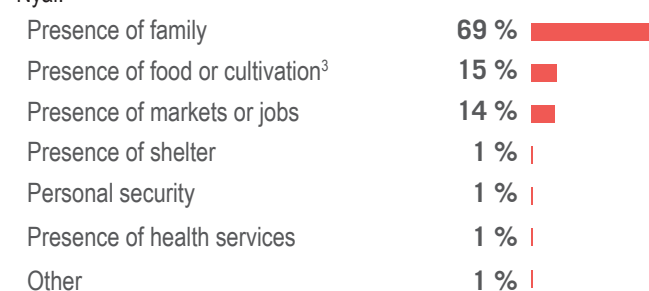 Presence of family 69 %
Presence of food or cultivation³ 15 %
Presence of markets or jobs 14 %
Presence of shelter 1 %
Personal security 1 %
Presence of health services 1 %
Other 1 %